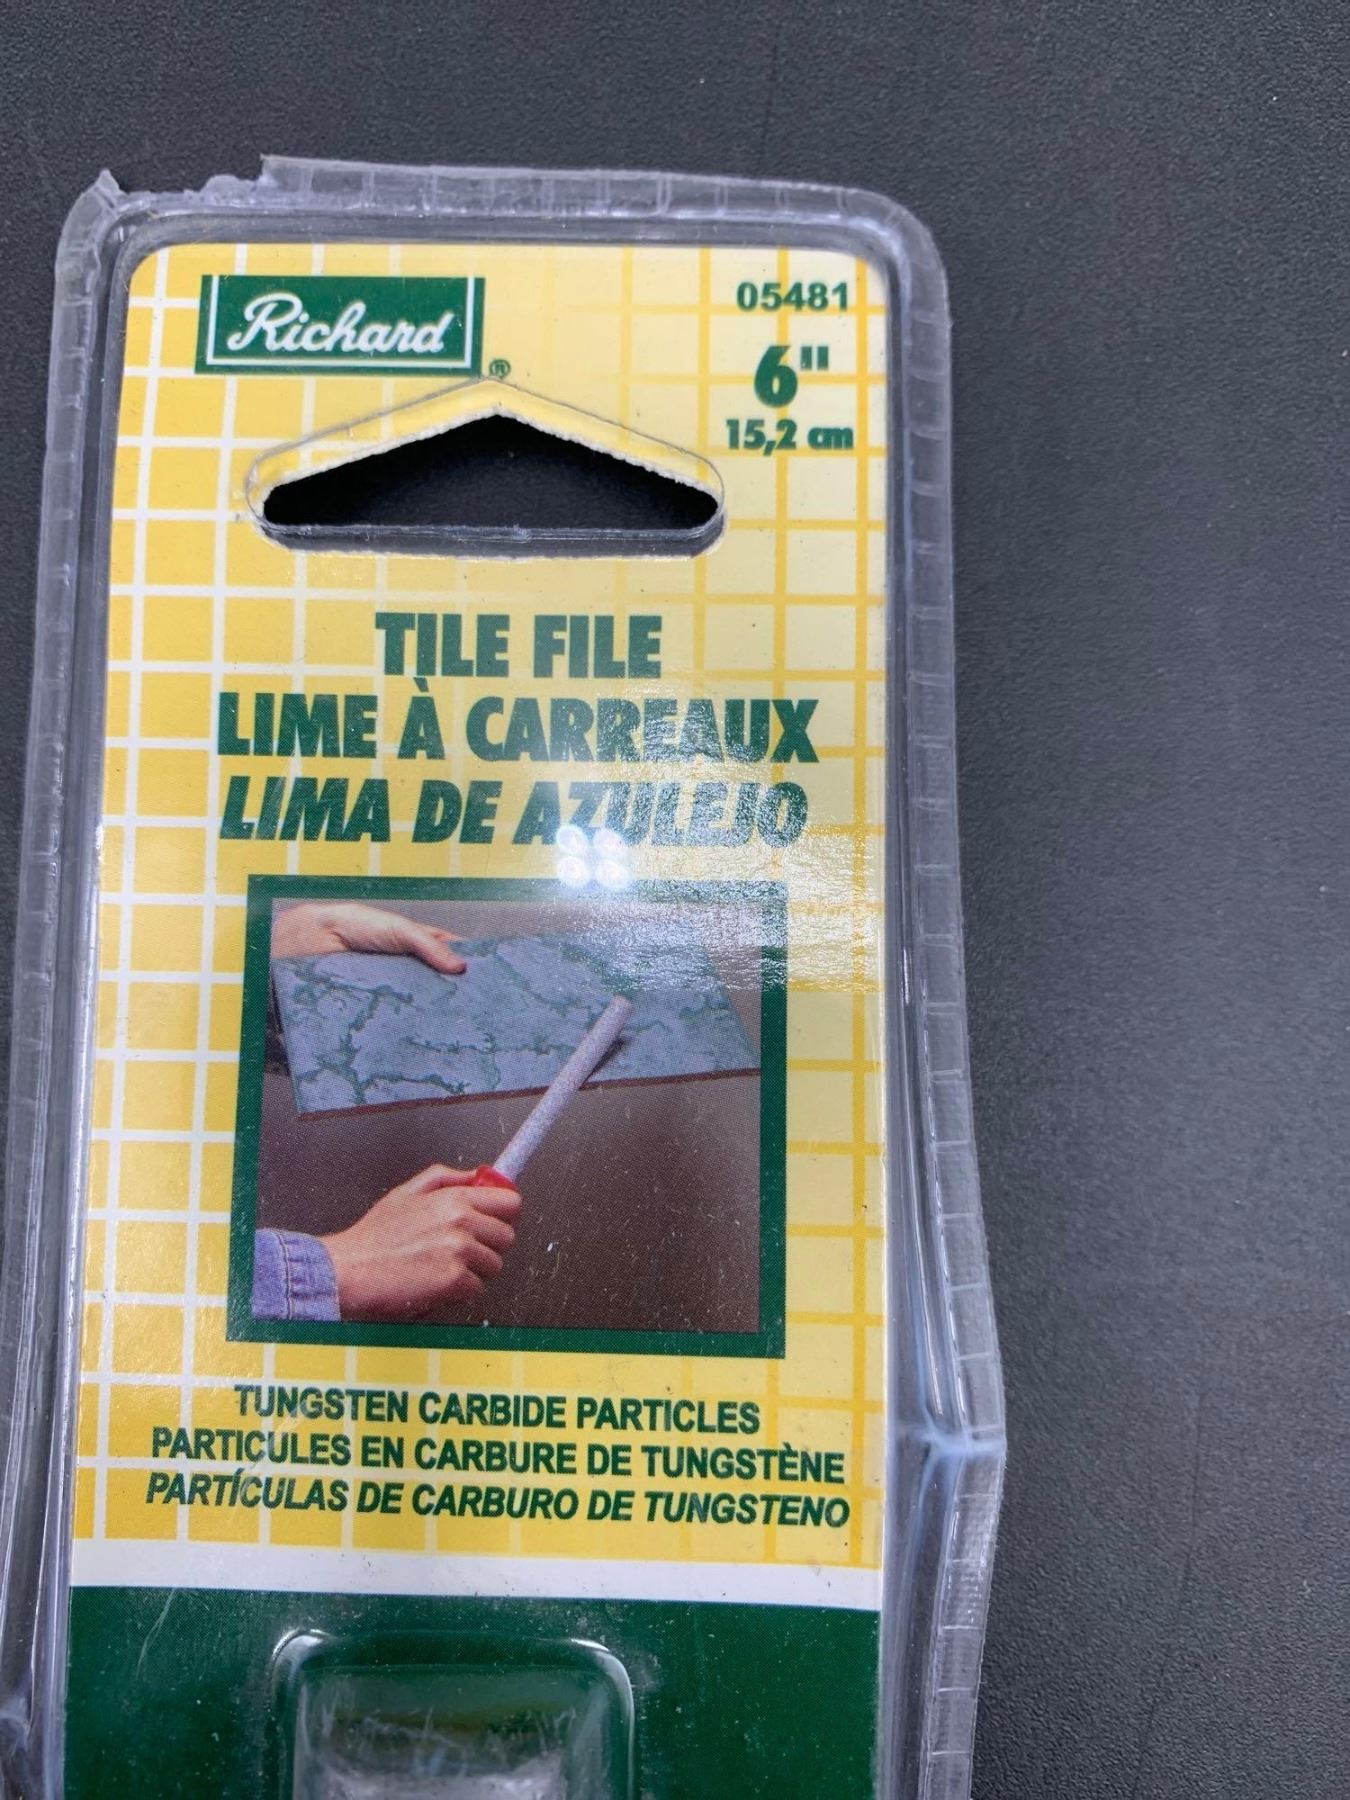 Richard ®
05481
6"
15,2 cm
TILE FILE
LIME À CARREAUX
LIMA DE AZULEJO
TUNGSTEN CARBIDE PARTICLES
PARTICULES EN CARBURE DE TUNGSTÈNE
PARTÍCULAS DE CARBURO DE TUNGSTENO